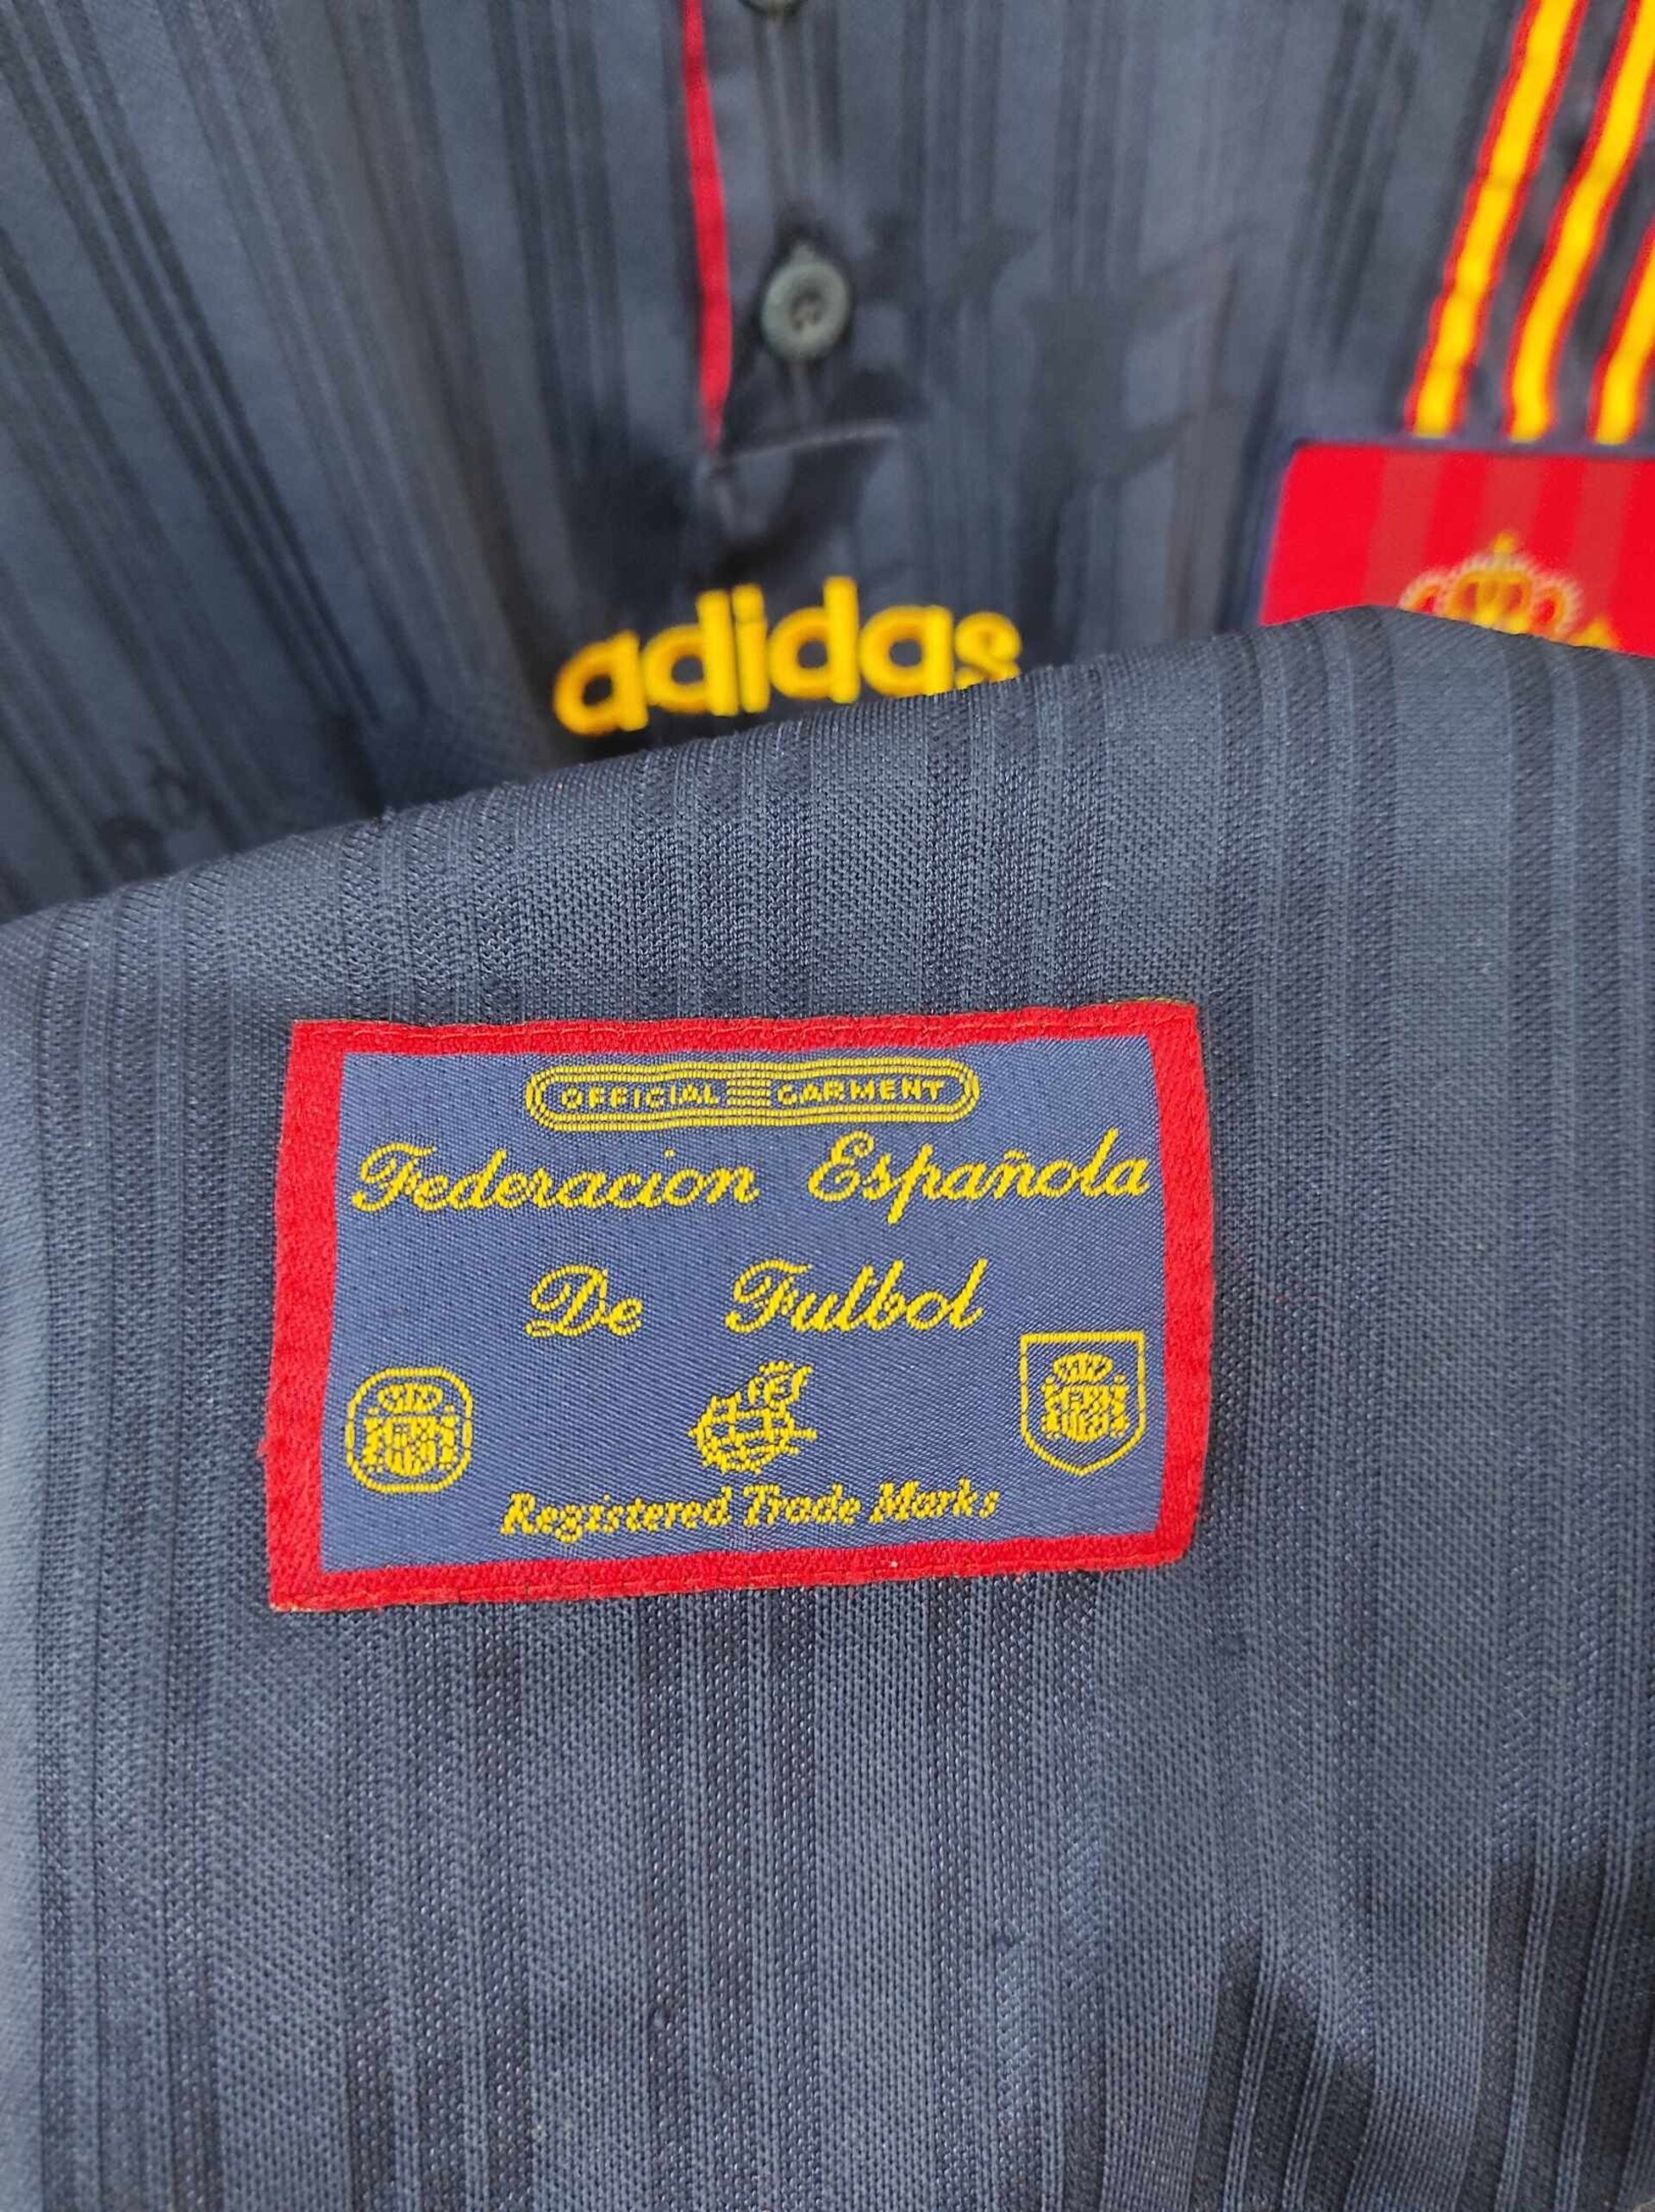 adidas
OFFICIAL GARMENT
Federacion Española
De Futbol
Registered Trade Marks